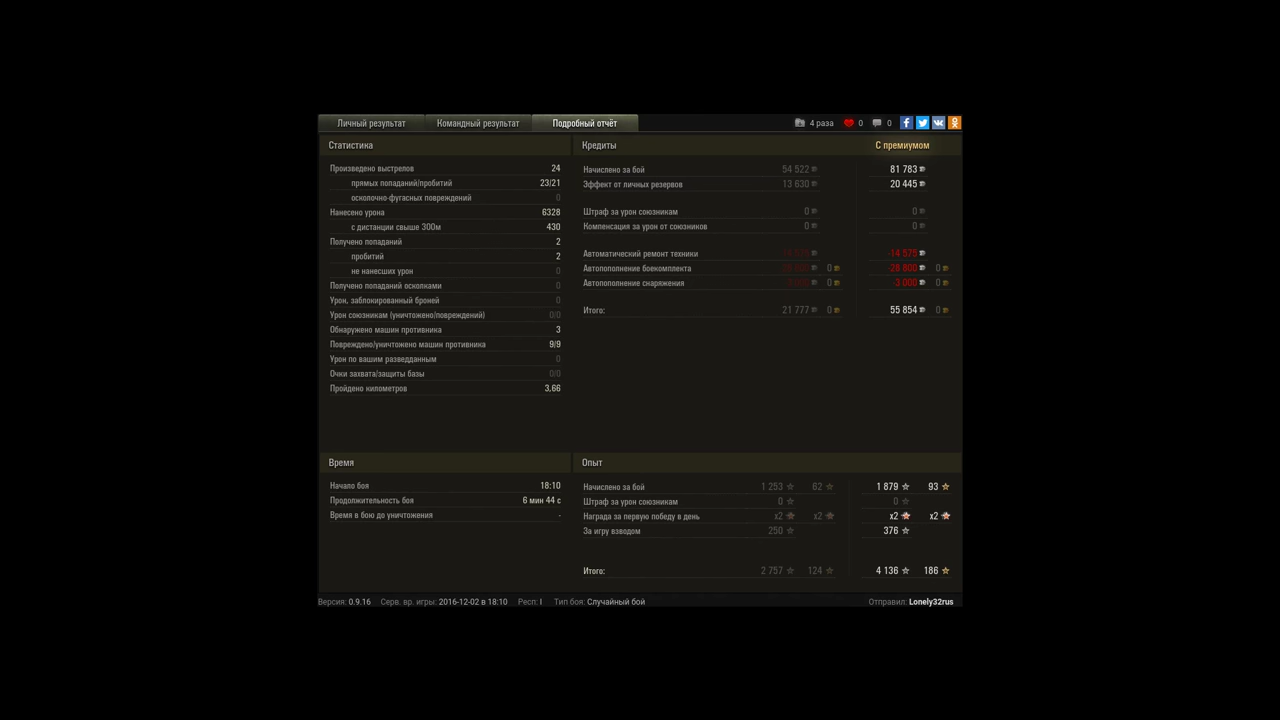 Личный результат Командный результат Подробный отчёт 4 раза 0 0
Статистика
Произведено выстрелов 24
прямых попаданий/пробитий 23/21
осколочно-фугасных повреждений 0
Нанесено урона 6328
с дистанции свыше 300м 430
Получено попаданий 2
пробитий 2
не нанесших урон 0
Получено попаданий осколками 0
Урон, заблокированный броней 0
Урон союзникам (уничтожено/повреждений) 0/0
Обнаружено машин противника 3
Повреждено/уничтожено машин противника 9/9
Урон по вашим разведданным 0
Очки захвата/защиты базы 0/0
Пройдено километров 3,66
Кредиты С премиумом
Начислено за бой 54 522 81 783
Эффект от личных резервов 13 630 20 445
Штраф за урон союзникам 0 0
Компенсация за урон от союзников 0 0
Автоматический ремонт техники -14 575
Автопополнение боекомплекта 0 -28 800 0
Автопополнение снаряжения 0 -3 000 0
Итого: 21 777 0 55 854 0
Время
Начало боя 18:10
Продолжительность боя 6 мин 44 с
Время в бою до уничтожения -
Опыт
Начислено за бой 1 253 62 1 879 93
Штраф за урон союзникам 0 0
Награда за первую победу в день x2 x2 x2 x2
За игру взводом 250 376
Итого: 2 757 124 4 136 186
Версия: 0.9.16 Серв. вр. игры: 2016-12-02 в 18:10 Респ: I Тип боя: Случайный бой Отправил: Lonely32rus